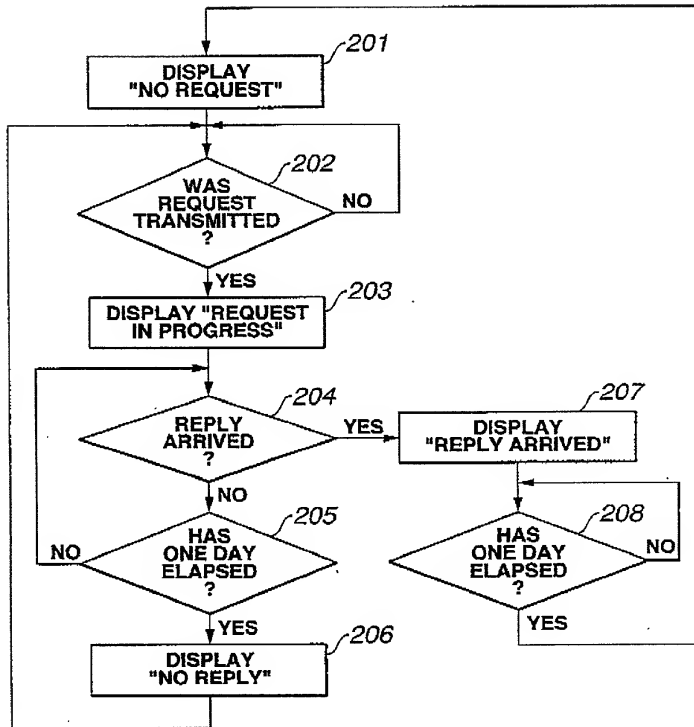 201
DISPLAY
"NO REQUEST"
202
WAS
REQUEST
TRANSMITTED
?
NO
YES
203
DISPLAY "REQUEST
IN PROGRESS"
204
REPLY
ARRIVED
?
YES
207
DISPLAY
"REPLY ARRIVED"
NO
205
HAS
ONE DAY
ELAPSED
?
NO
208
HAS
ONE DAY
ELAPSED
?
NO
YES
YES
206
DISPLAY
"NO REPLY"